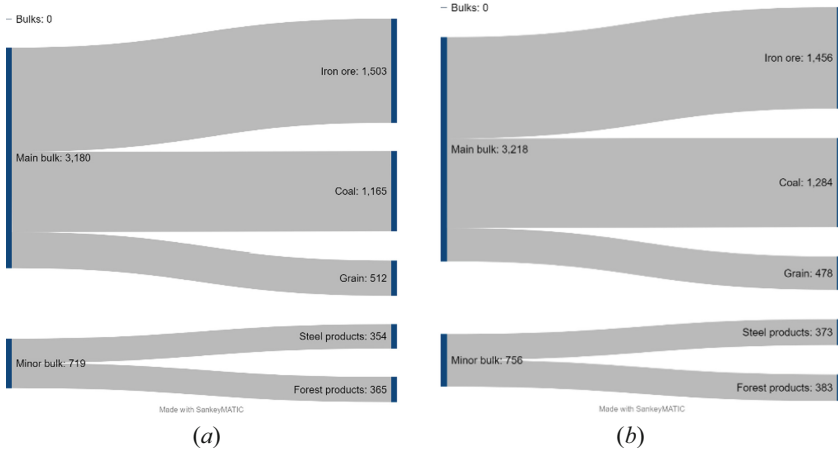 Bulks: 0
Iron ore: 1,503
Main bulk: 3,180
Coal: 1,165
Grain: 512
Steel products: 354
Minor bulk: 719
Forest products: 365
Made with SankeyMATIC
(a)
Bulks: 0
Iron ore: 1,456
Main bulk: 3,218
Coal: 1,284
Grain: 478
Steel products: 373
Minor bulk: 756
Forest products: 383
Made with SankeyMATIC
(b)